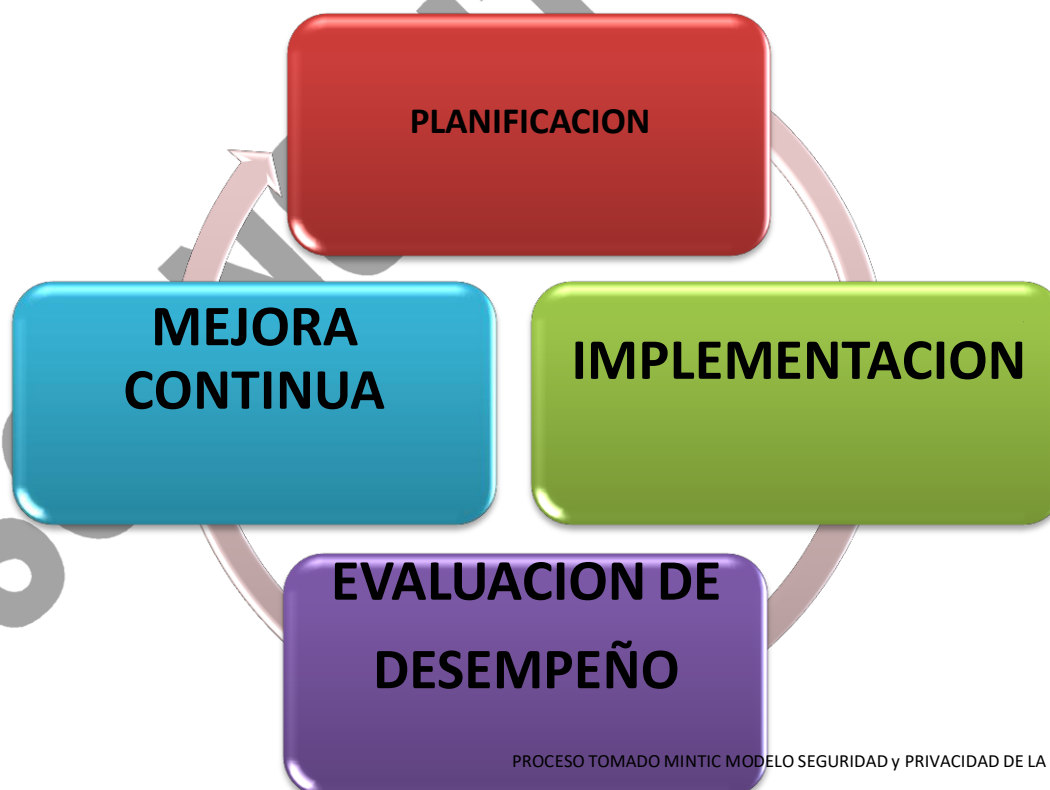 PLANIFICACION
MEJORA
CONTINUA
IMPLEMENTACION
EVALUACION DE
DESEMPEÑO
PROCESO TOMADO MINTIC MODELO SEGURIDAD y PRIVACIDAD DE LA